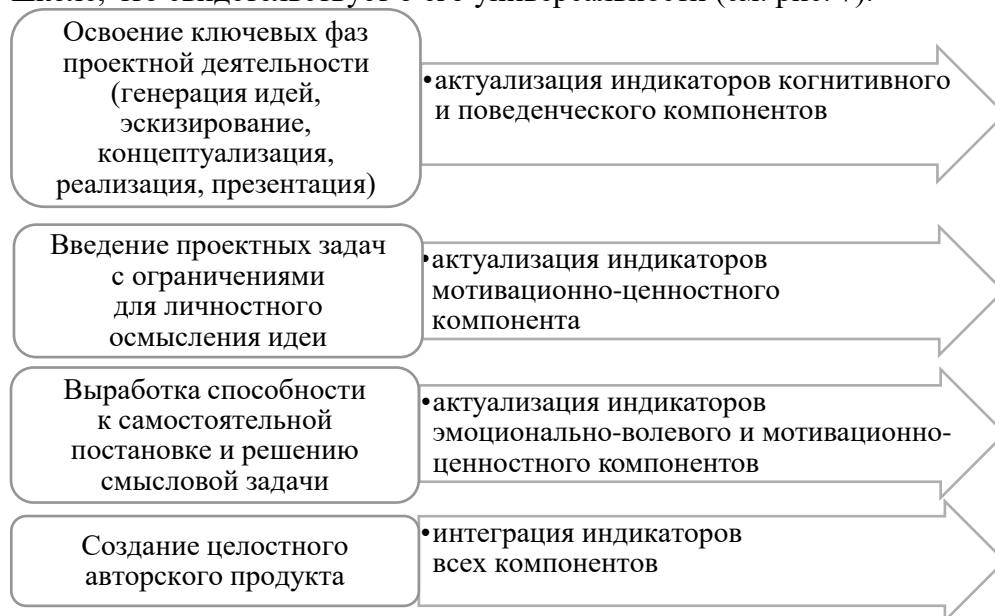 Освоение ключевых фаз
проектной деятельности
(генерация идей,
эскизирование,
концептуализация,
реализация, презентация)
•актуализация индикаторов когнитивного
и поведенческого компонентов
Введение проектных задач
с ограничениями
для личностного
осмысления идеи
•актуализация индикаторов
мотивационно-ценностного
компонента
Выработка способности
к самостоятельной
постановке и решению
смысловой задачи
•актуализация индикаторов
эмоционально-волевого и мотивационно-
ценностного компонентов
Создание целостного
авторского продукта
•интеграция индикаторов
всех компонентов